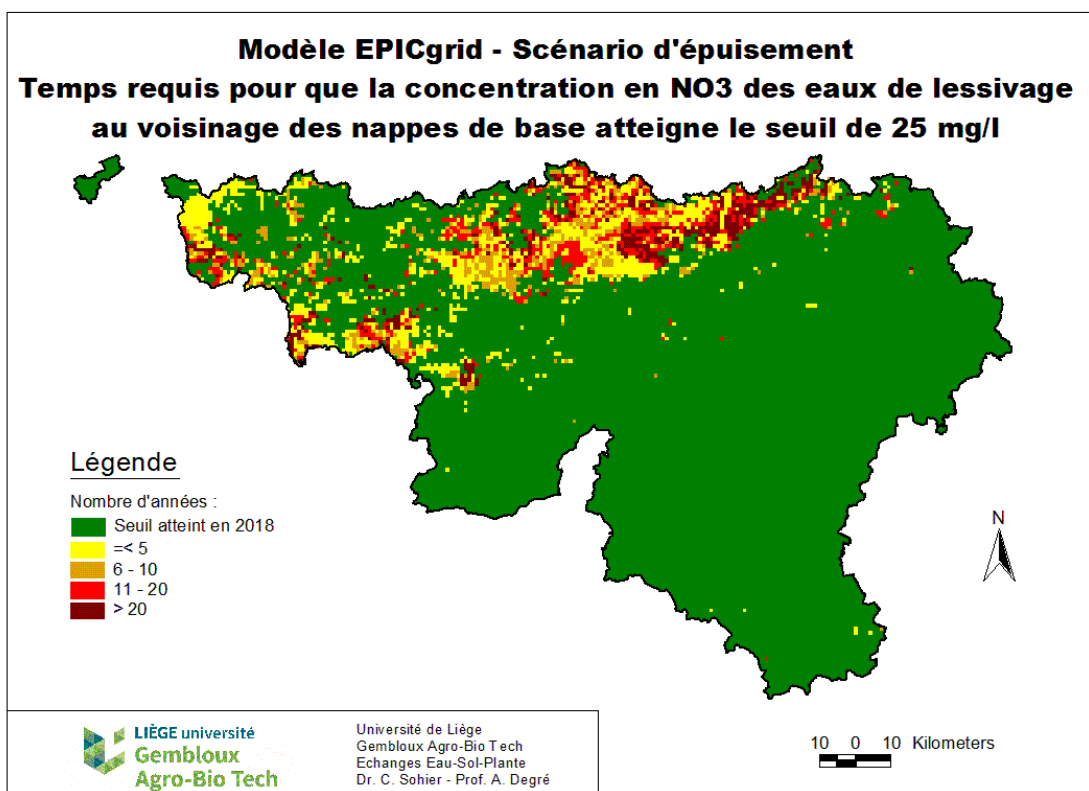 Modèle EPICgrid - Scénario d'épuisement
Temps requis pour que la concentration en NO3 des eaux de lessivage
au voisinage des nappes de base atteigne le seuil de 25 mg/l
Légende
Nombre d'années :
Seuil atteint en 2018
=< 5
6 - 10
11 - 20
> 20
N
LIÈGE université
Gembloux
Agro-Bio Tech
Université de Liège
Gembloux Agro-Bio Tech
Echanges Eau-Sol-Plante
Dr. C. Sohier - Prof. A. Degré
10 0 10 Kilometers